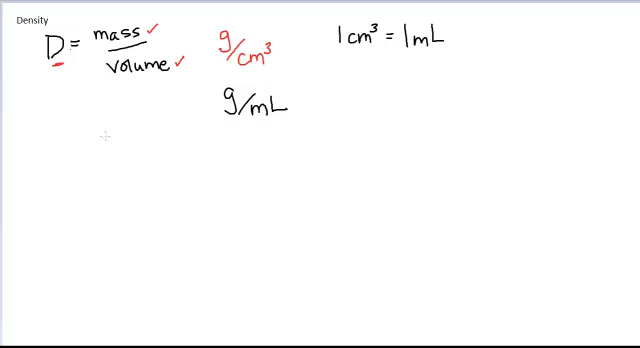 Density
D = mass / volume
g/cm³
1 cm³ = 1 mL
g/mL